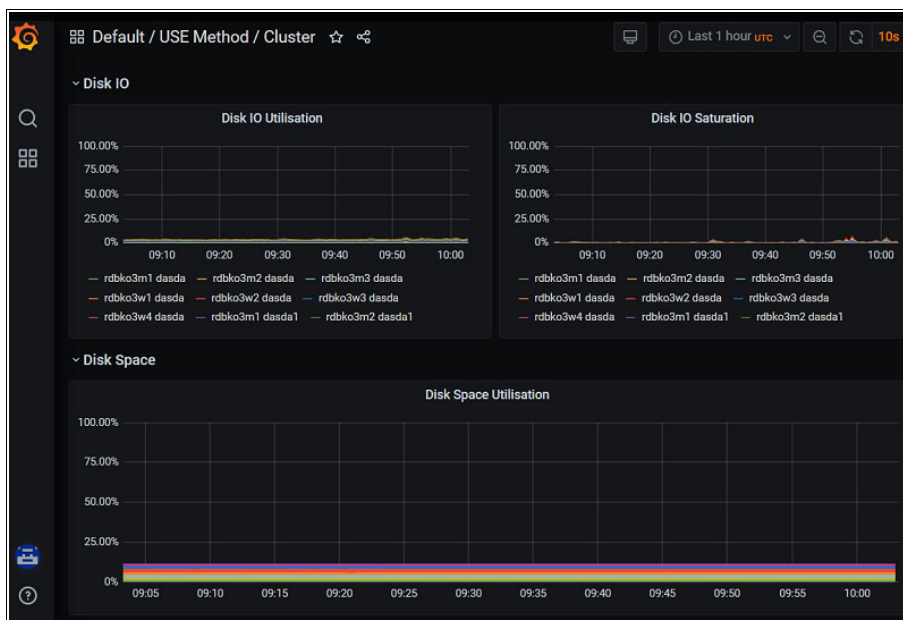 Default / USE Method / Cluster
Last 1 hour UTC
10s
Disk IO
Disk IO Utilisation
100.00%
75.00%
50.00%
25.00%
0%
09:10 09:20 09:30 09:40 09:50 10:00
rdbko3m1 dasda rdbko3m2 dasda rdbko3m3 dasda
rdbko3w1 dasda rdbko3w2 dasda rdbko3w3 dasda
rdbko3w4 dasda rdbko3m1 dasda1 rdbko3m2 dasda1
Disk IO Saturation
100.00%
75.00%
50.00%
25.00%
0%
09:10 09:20 09:30 09:40 09:50 10:00
rdbko3m1 dasda rdbko3m2 dasda rdbko3m3 dasda
rdbko3w1 dasda rdbko3w2 dasda rdbko3w3 dasda
rdbko3w4 dasda rdbko3m1 dasda1 rdbko3m2 dasda1
Disk Space
Disk Space Utilisation
100.00%
75.00%
50.00%
25.00%
0%
09:05 09:10 09:15 09:20 09:25 09:30 09:35 09:40 09:45 09:50 09:55 10:00